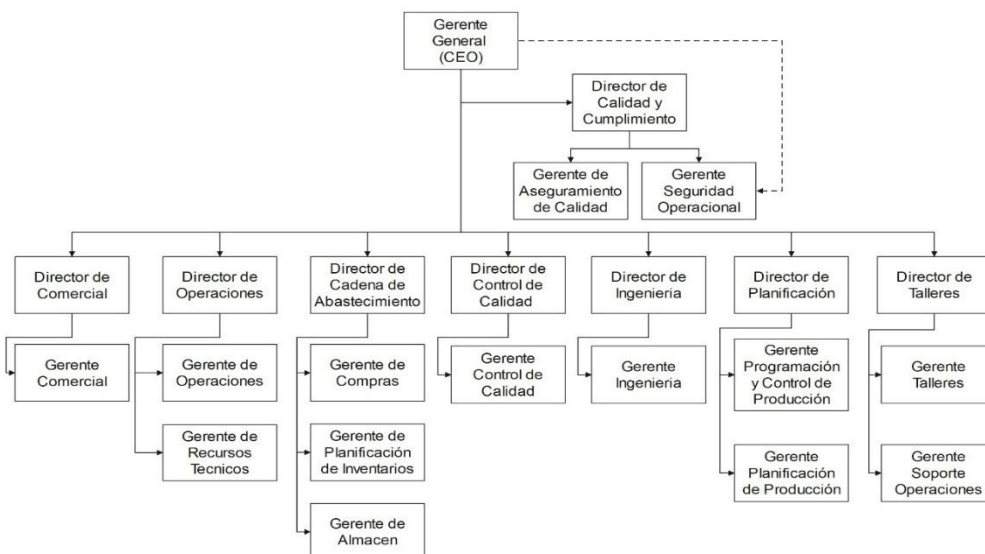 Gerente
General
(CEO)
Director de
Calidad y
Cumplimiento
Gerente de
Aseguramiento
de Calidad
Gerente
Seguridad
Operacional
Director de
Comercial
Director de
Operaciones
Director de
Cadena de
Abastecimiento
Director de
Control de
Calidad
Director de
Ingenieria
Director de
Planificación
Director de
Talleres
Gerente
Comercial
Gerente de
Operaciones
Gerente de
Compras
Gerente
Control de
Calidad
Gerente
Ingenieria
Gerente
Programación
y Control de
Producción
Gerente
Talleres
Gerente de
Recursos
Tecnicos
Gerente de
Planificación
de Inventarios
Gerente
Planificación
de Producción
Gerente
Soporte
Operaciones
Gerente de
Almacen